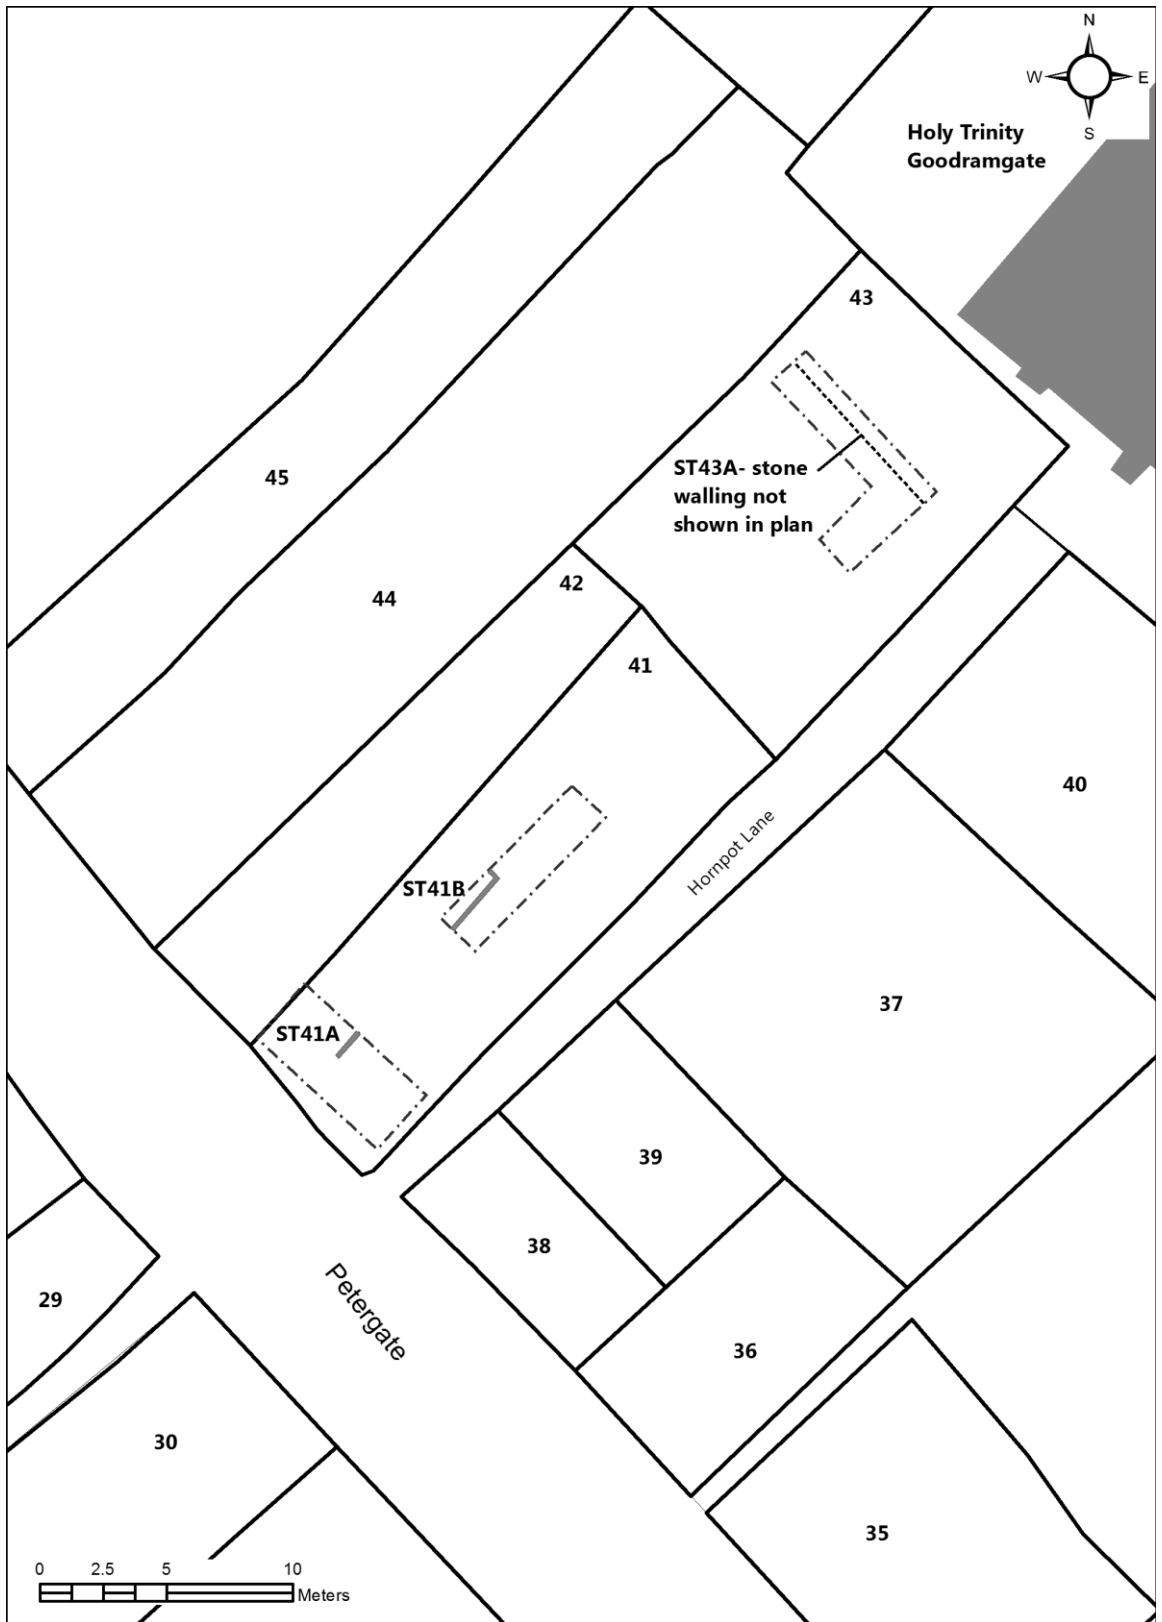 N
W E
S
Holy Trinity
Goodramgate
43
ST43A- stone
walling not
shown in plan
45
42
44
41
40
Hornpot Lane
ST41B
37
ST41A
39
38
29
Petergate
36
30
35
0 2.5 5 10
Meters